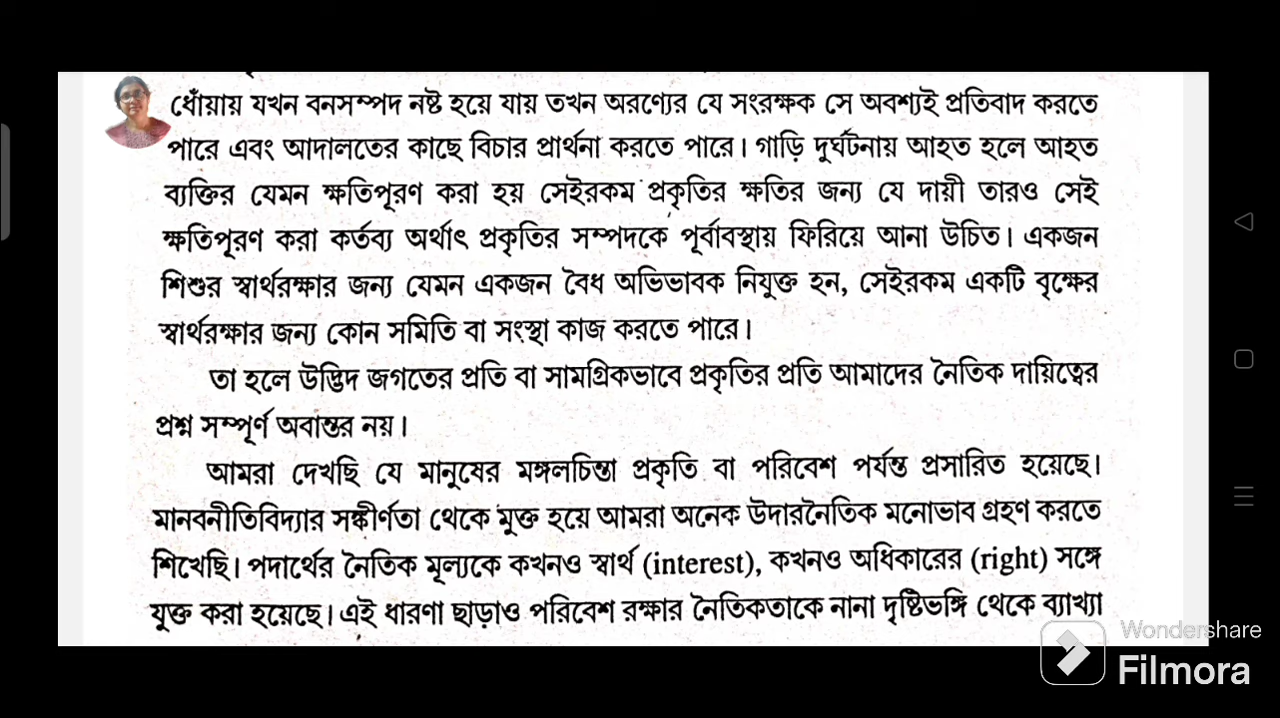 ধোঁয়ায় যখন বনসম্পদ নষ্ট হয়ে যায় তখন অরণ্যের যে সংরক্ষক সে অবশ্যই প্রতিবাদ করতে
পারে এবং আদালতের কাছে বিচার প্রার্থনা করতে পারে। গাড়ি দুর্ঘটনায় আহত হলে আহত
ব্যক্তির যেমন ক্ষতিপূরণ করা হয় সেইরকম প্রকৃতির ক্ষতির জন্য যে দায়ী তারও সেই
ক্ষতিপূরণ করা কর্তব্য অর্থাৎ প্রকৃতির সম্পদকে পূর্বাবস্থায় ফিরিয়ে আনা উচিত। একজন
শিশুর স্বার্থরক্ষার জন্য যেমন একজন বৈধ অভিভাবক নিযুক্ত হন, সেইরকম একটি বৃক্ষের
স্বার্থরক্ষার জন্য কোন সমিতি বা সংস্থা কাজ করতে পারে।
তা হলে উদ্ভিদ জগতের প্রতি বা সামগ্রিকভাবে প্রকৃতির প্রতি আমাদের নৈতিক দায়িত্বের
প্রশ্ন সম্পূর্ণ অবান্তর নয়।
আমরা দেখছি যে মানুষের মঙ্গলচিন্তা প্রকৃতি বা পরিবেশ পর্যন্ত প্রসারিত হয়েছে।
মানবনীতিবিদ্যার সঙ্কীর্ণতা থেকে মুক্ত হয়ে আমরা অনেক উদারনৈতিক মনোভাব গ্রহণ করতে
শিখেছি। পদার্থের নৈতিক মূল্যকে কখনও স্বার্থ (interest), কখনও অধিকারের (right) সঙ্গে
যুক্ত করা হয়েছে। এই ধারণা ছাড়াও পরিবেশ রক্ষার নৈতিকতাকে নানা দৃষ্টিভঙ্গি থেকে ব্যাখ্যা
Wondershare
Filmora